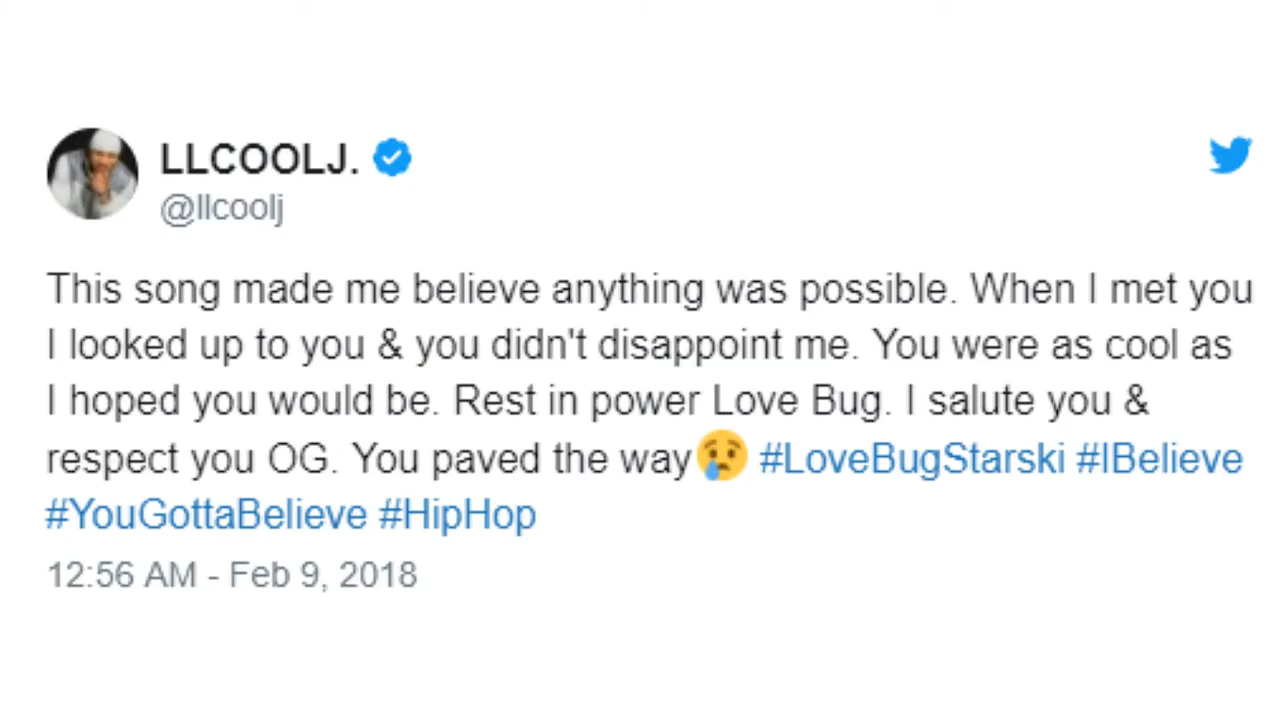 LLCOOLJ.
@llcoolj
This song made me believe anything was possible. When I met you
I looked up to you & you didn't disappoint me. You were as cool as
I hoped you would be. Rest in power Love Bug. I salute you &
respect you OG. You paved the way😢 #LoveBugStarski #IBelieve
#YouGottaBelieve #HipHop
12:56 AM - Feb 9, 2018